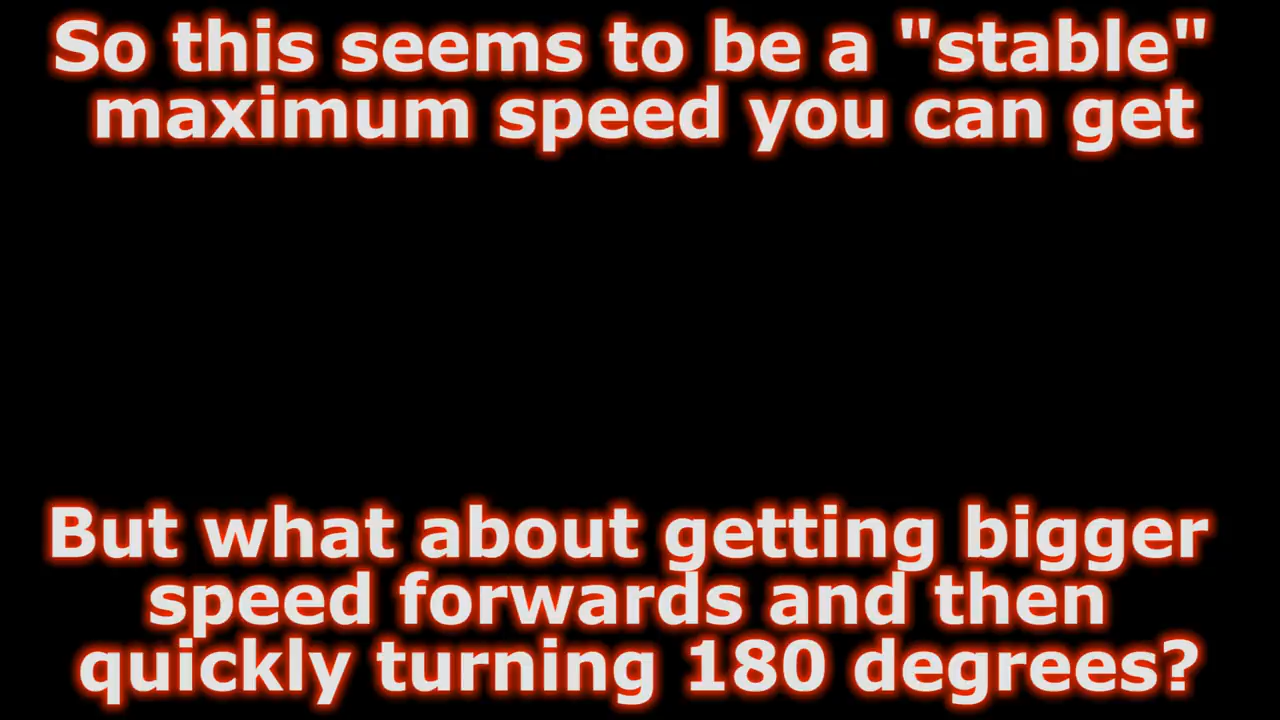 So this seems to be a "stable"
maximum speed you can get
But what about getting bigger
speed forwards and then
quickly turning 180 degrees?